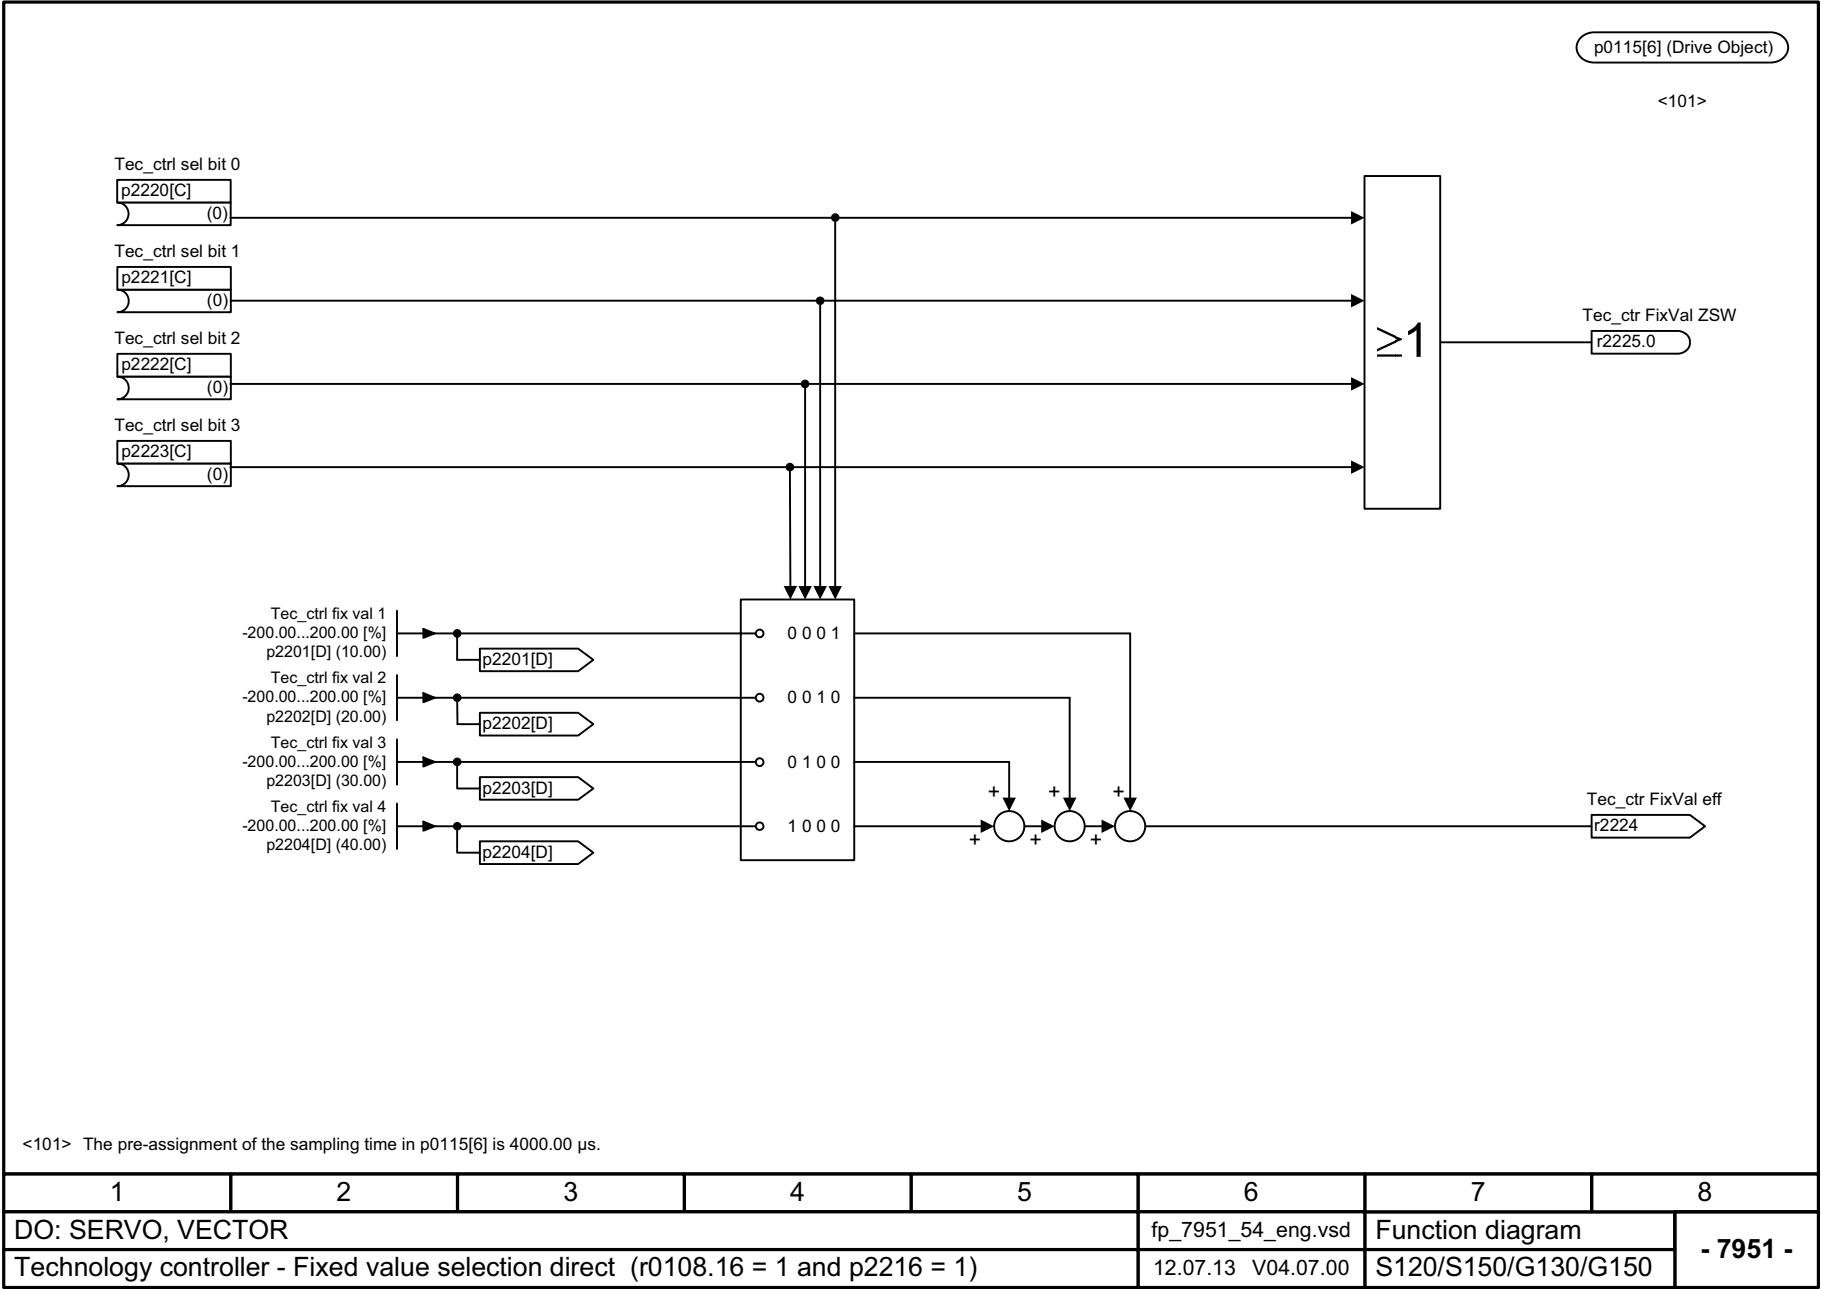 p0115[6] (Drive Object)
<101>
Tec_ctrl sel bit 0
p2220[C]
(0)
Tec_ctrl sel bit 1
p2221[C]
(0)
Tec_ctrl sel bit 2
p2222[C]
(0)
Tec_ctrl sel bit 3
p2223[C]
(0)
≥1
Tec_ctr FixVal ZSW
r2225.0
Tec_ctrl fix val 1
-200.00...200.00 [%]
p2201[D] (10.00)
p2201[D]
0 0 0 1
Tec_ctrl fix val 2
-200.00...200.00 [%]
p2202[D] (20.00)
p2202[D]
0 0 1 0
Tec_ctrl fix val 3
-200.00...200.00 [%]
p2203[D] (30.00)
p2203[D]
0 1 0 0
Tec_ctrl fix val 4
-200.00...200.00 [%]
p2204[D] (40.00)
p2204[D]
1 0 0 0
+ + +
+ + +
Tec_ctr FixVal eff
r2224
<101> The pre-assignment of the sampling time in p0115[6] is 4000.00 µs.
1 2 3 4 5 6 7 8
DO: SERVO, VECTOR
fp_7951_54_eng.vsd
Function diagram
- 7951 -
Technology controller - Fixed value selection direct (r0108.16 = 1 and p2216 = 1)
12.07.13 V04.07.00
S120/S150/G130/G150